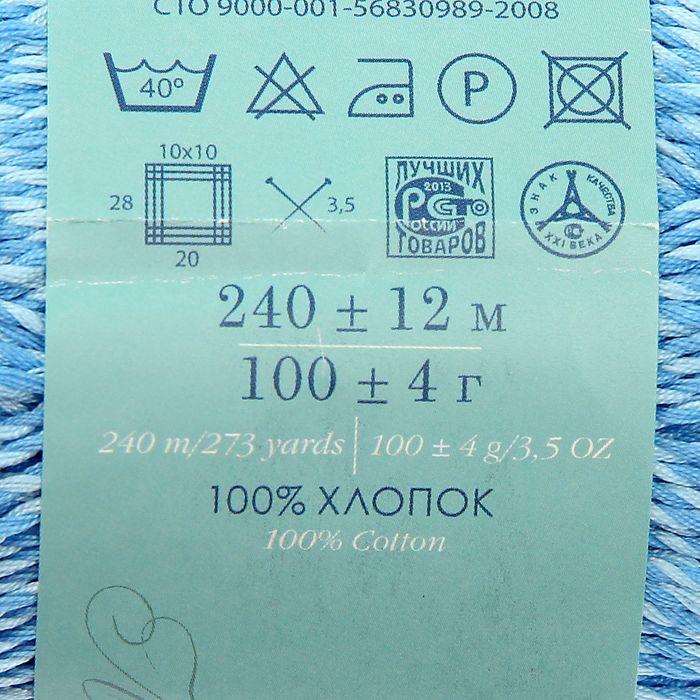 СТО 9000-001-56830989-2008
40°
P
10x10
28
20
3,5
ЛУЧШИХ
2013
СТО
России
ТОВАРОВ
ЗНАК КАЧЕСТВА
XXI ВЕКА
240 ± 12 м
100 ± 4 г
240 m/273 yards | 100 ± 4 g/3,5 OZ
100% ХЛОПОК
100% Cotton